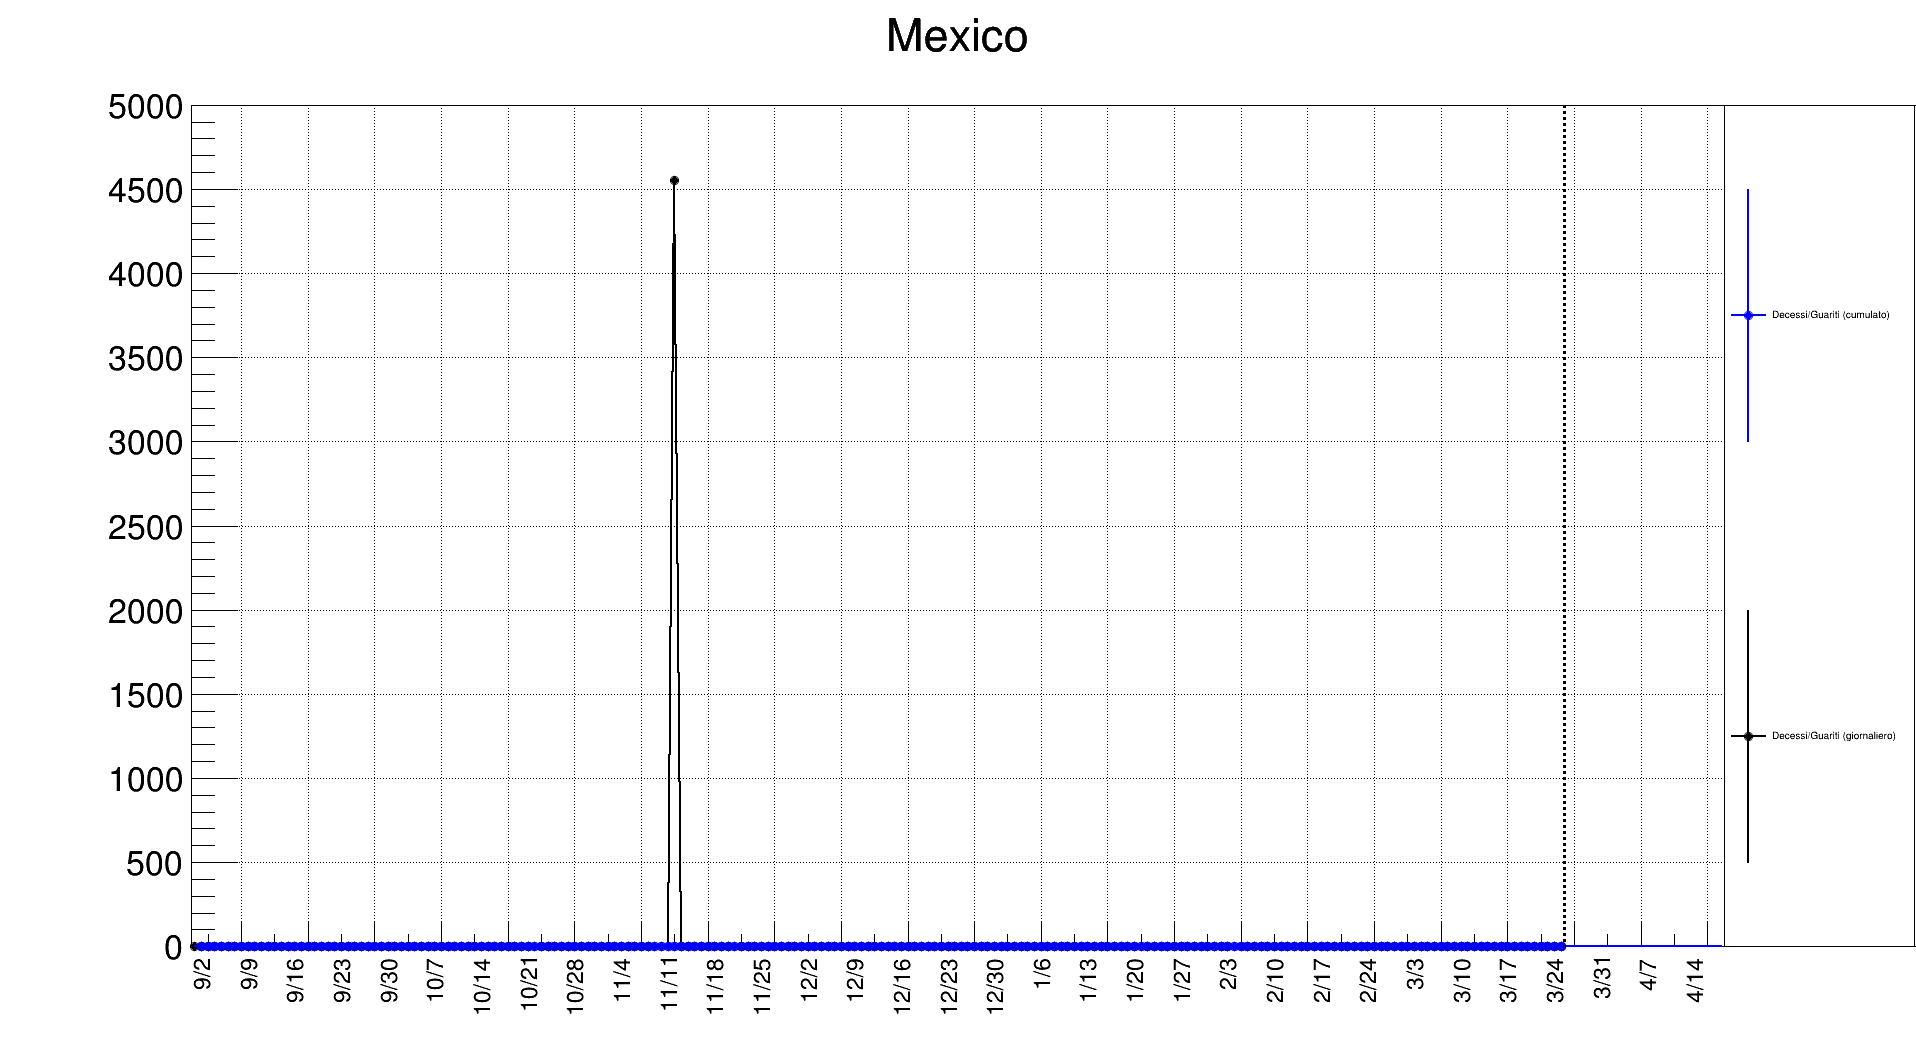 Mexico
5000
4500
4000
3500
3000
2500
2000
1500
1000
500
0
9/2 9/9 9/16 9/23 9/30 10/7 10/14 10/21 10/28 11/4 11/11 11/18 11/25 12/2 12/9 12/16 12/23 12/30 1/6 1/13 1/20 1/27 2/3 2/10 2/17 2/24 3/3 3/10 3/17 3/24 3/31 4/7 4/14
Decessi/Guariti (cumulato)
Decessi/Guariti (giornaliero)